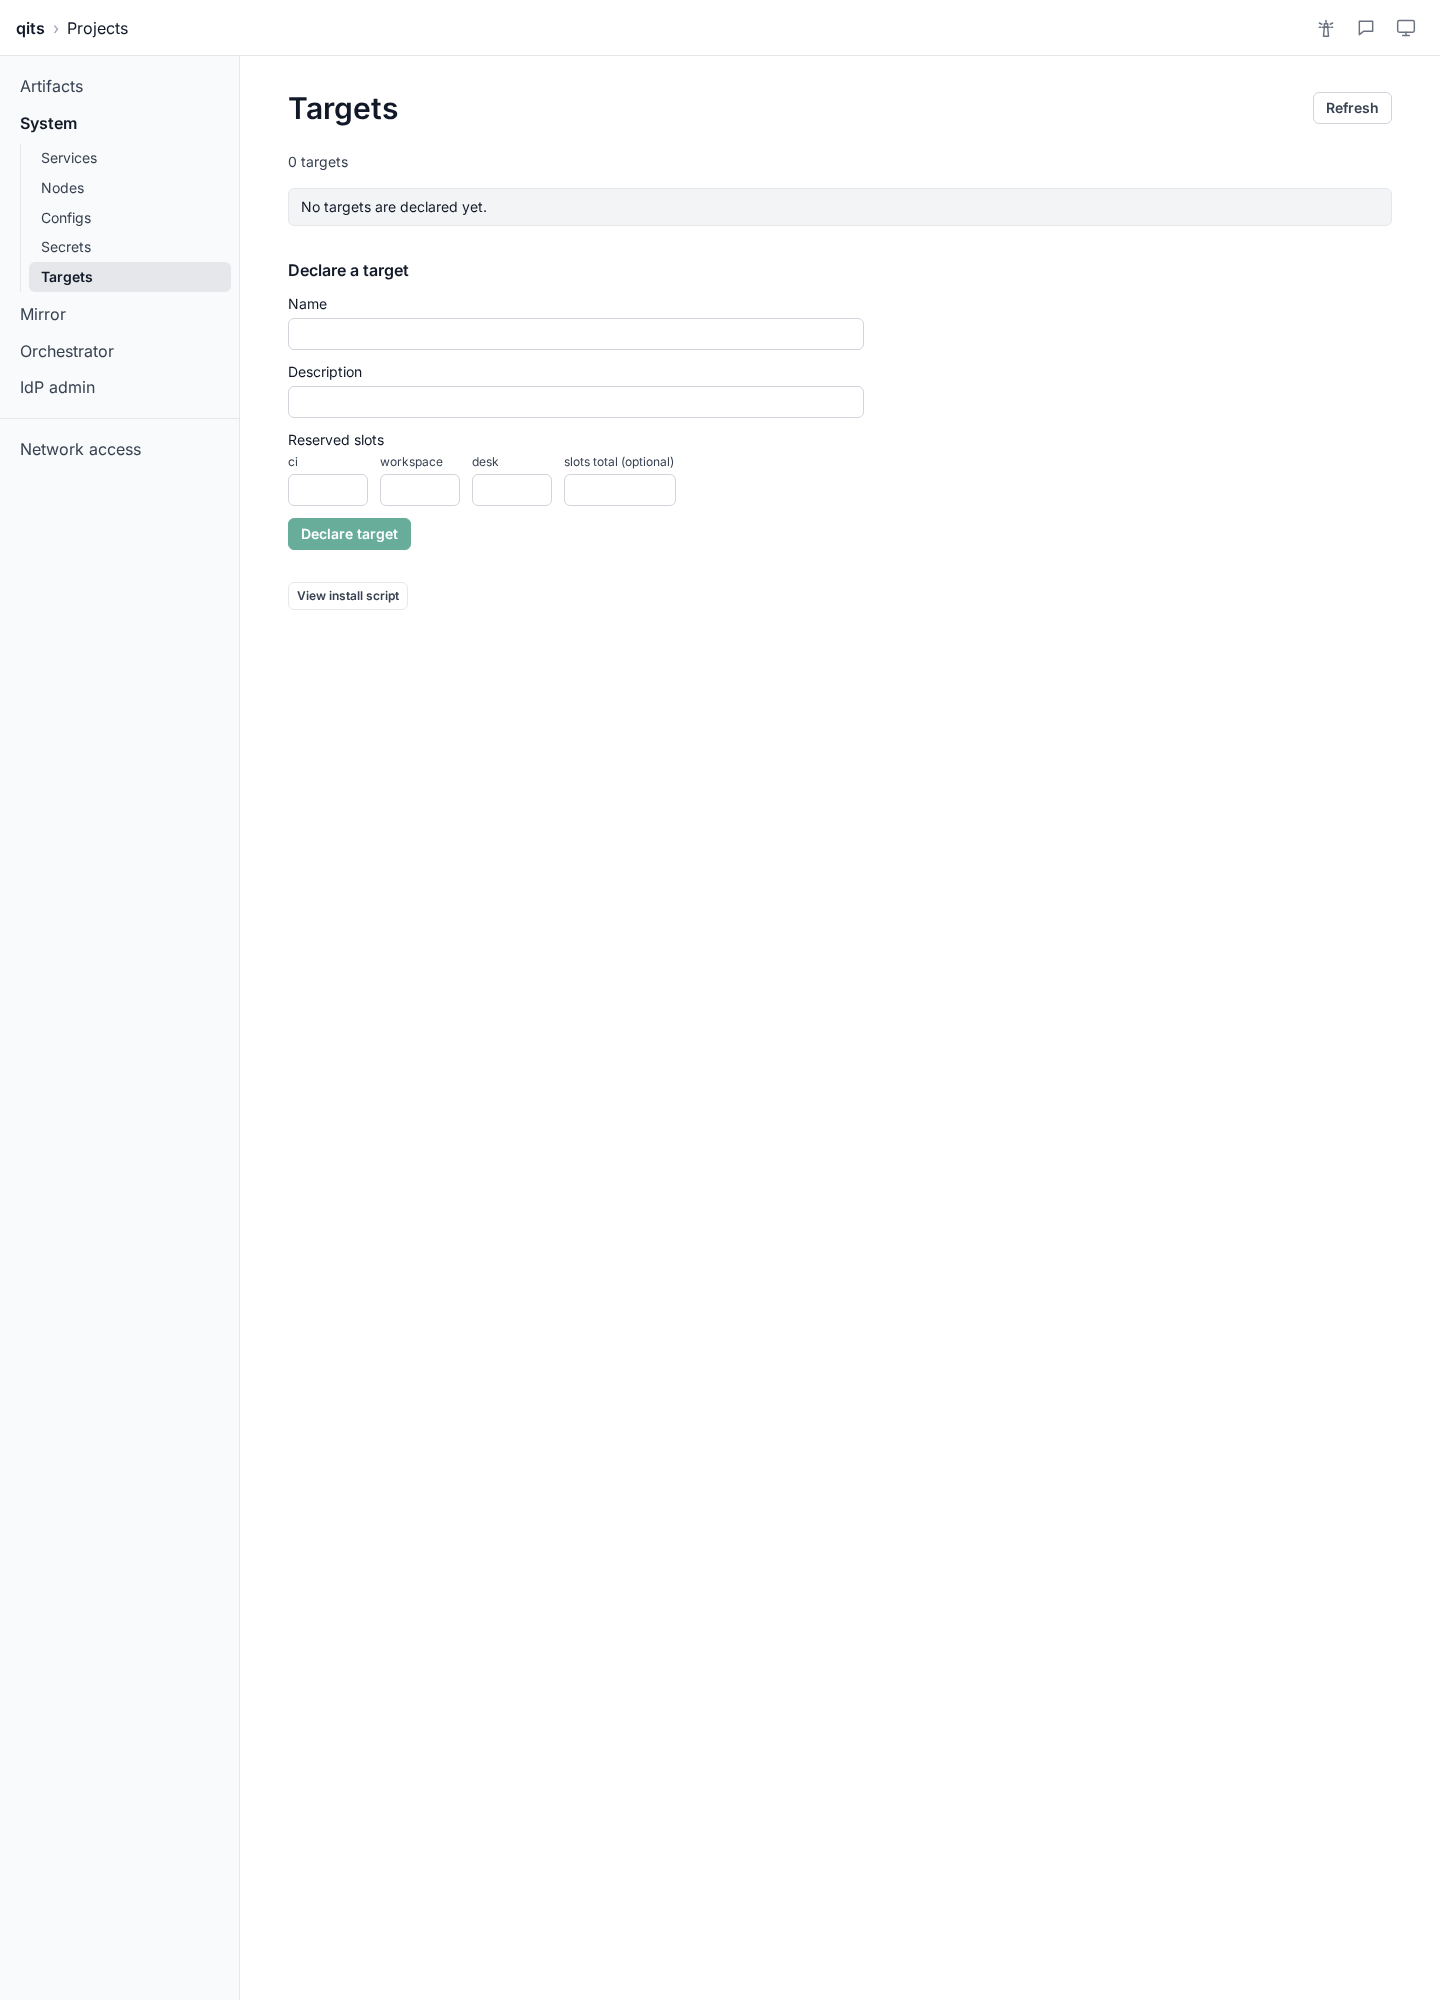 qits › Projects
Artifacts
System
Services
Nodes
Configs
Secrets
Targets
Mirror
Orchestrator
IdP admin
Network access
Targets
Refresh
0 targets
No targets are declared yet.
Declare a target
Name
Description
Reserved slots
ci workspace desk slots total (optional)
Declare target
View install script